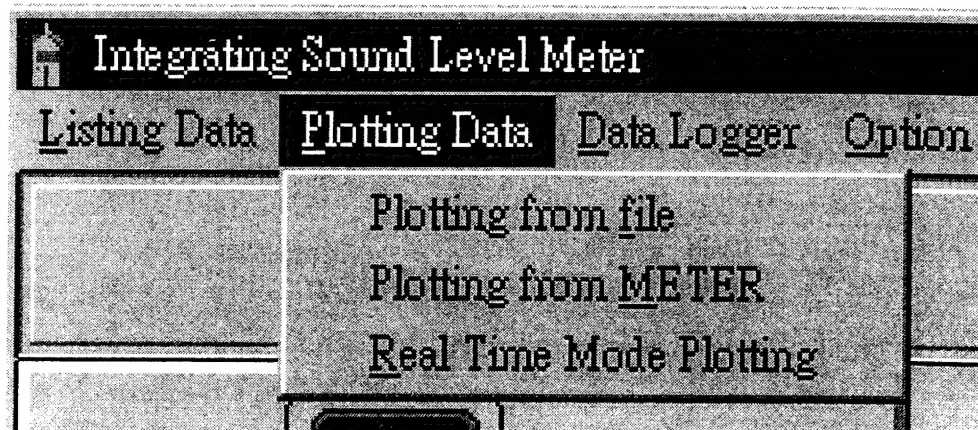 Integrating Sound Level Meter
Listing Data Plotting Data Data Logger Option
Plotting from file
Plotting from METER
Real Time Mode Plotting